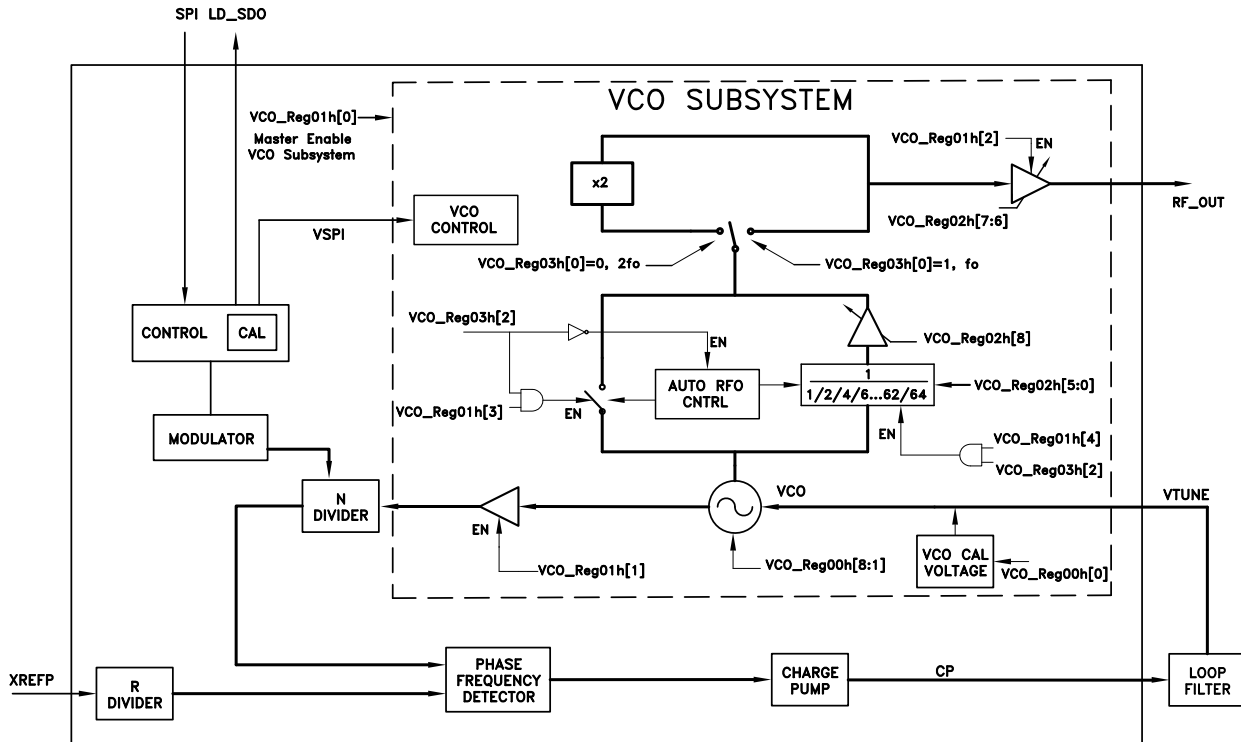 SPI LD_SDO
VCO SUBSYSTEM
VCO_Reg01h[0]
Master Enable
VCO Subsystem
VCO_Reg01h[2]
EN
x2
RF_OUT
VCO
CONTROL
VSPI
VCO_Reg02h[7:6]
VCO_Reg03h[0]=0, 2fo
VCO_Reg03h[0]=1, fo
CONTROL
CAL
VCO_Reg03h[2]
EN
VCO_Reg02h[8]
AUTO RFO
CNTRL
1
1/2/4/6...62/64
VCO_Reg02h[5:0]
VCO_Reg01h[3]
EN
MODULATOR
EN
VCO_Reg01h[4]
VCO_Reg03h[2]
N
DIVIDER
VCO
VTUNE
EN
VCO_Reg01h[1]
VCO_Reg00h[8:1]
VCO CAL
VOLTAGE
VCO_Reg00h[0]
XREFP
R
DIVIDER
PHASE
FREQUENCY
DETECTOR
CHARGE
PUMP
CP
LOOP
FILTER